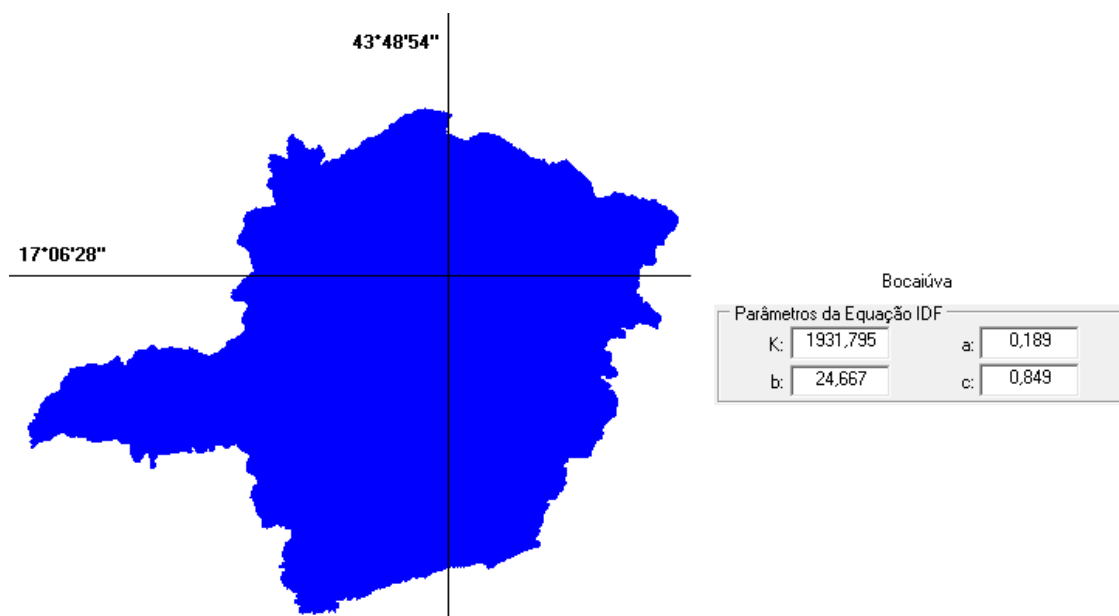 43°48'54"
17°06'28"
Bocaiúva
Parâmetros da Equação IDF
K: 1931,795 a: 0,189
b: 24,667 c: 0,849